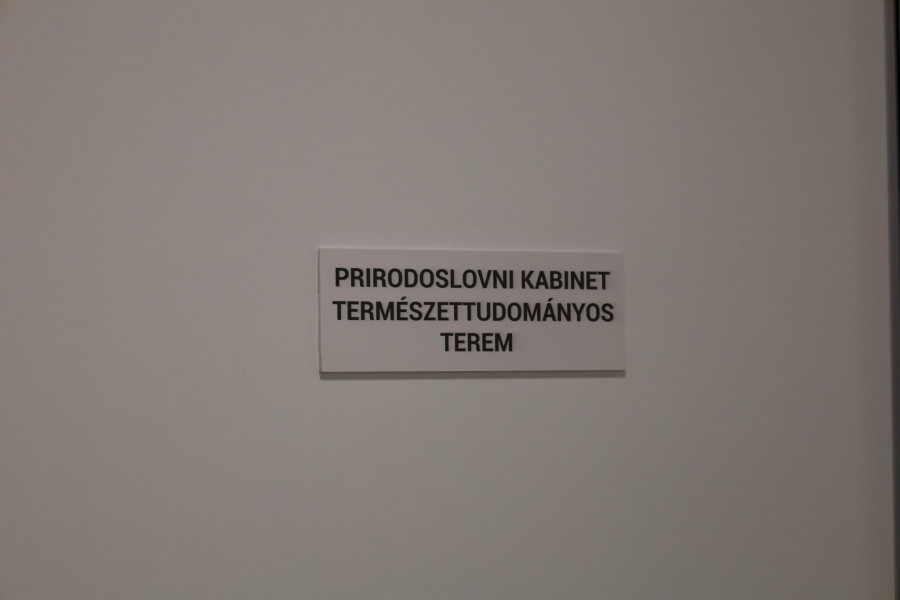 PRIRODOSLOVNI KABINET
TERMÉSZETTUDOMÁNYOS
TEREM